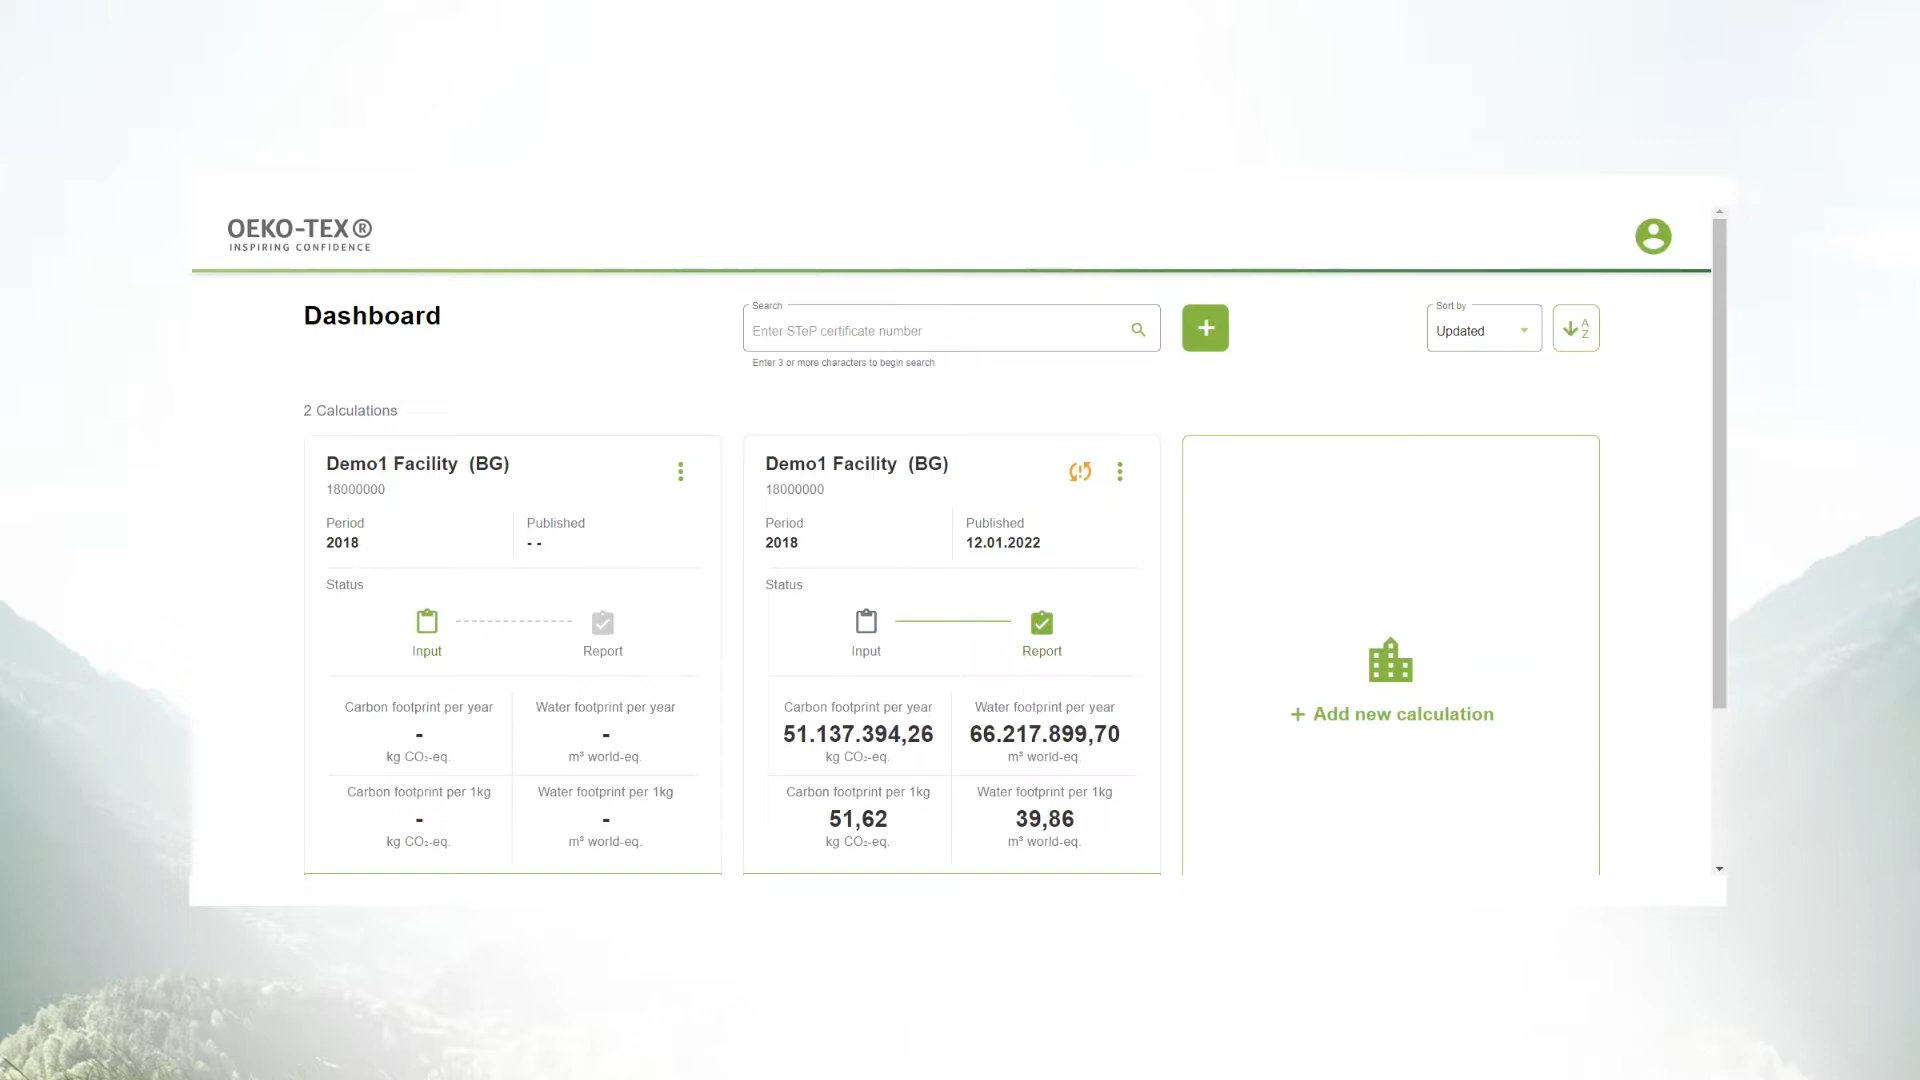 OEKO-TEX®
INSPIRING CONFIDENCE
Dashboard
Search
Enter STeP certificate number
Enter 3 or more characters to begin search
+
Sort by
Updated
A
Z
2 Calculations
Demo1 Facility (BG)
18000000
Period
2018
Published
- -
Status
Input
Report
Carbon footprint per year
-
kg CO₂-eq.
Water footprint per year
-
m³ world-eq.
Carbon footprint per 1kg
-
kg CO₂-eq.
Water footprint per 1kg
-
m³ world-eq.
Demo1 Facility (BG)
18000000
Period
2018
Published
12.01.2022
Status
Input
Report
Carbon footprint per year
51.137.394,26
kg CO₂-eq.
Water footprint per year
66.217.899,70
m³ world-eq.
Carbon footprint per 1kg
51,62
kg CO₂-eq.
Water footprint per 1kg
39,86
m³ world-eq.
+ Add new calculation